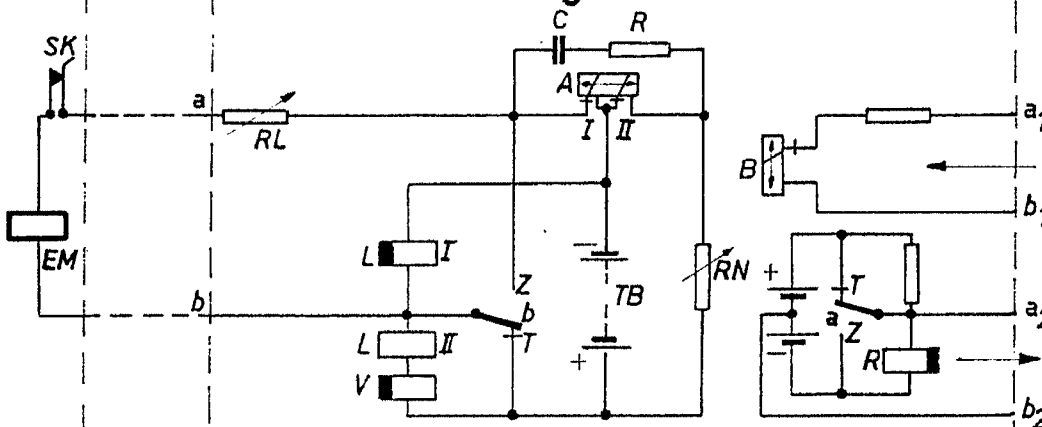 C R
SK
A
a
+ +
a1
RL
I II
B +
b1
EM
L I
−
RN
+
T
Z
TB
b
b
T
a
a2
Z
L II
−
R
V
+
b2